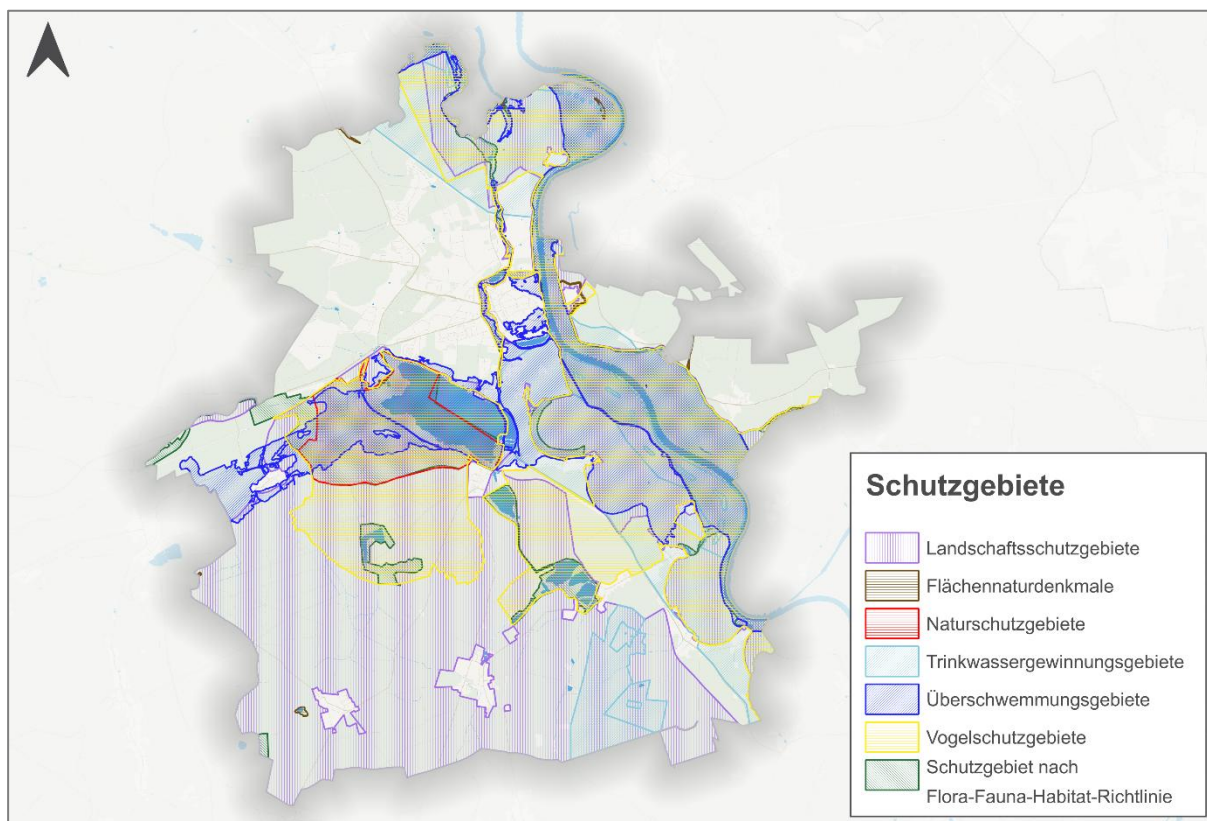 Schutzgebiete
Landschaftsschutzgebiete
Flächennaturdenkmale
Naturschutzgebiete
Trinkwassergewinnungsgebiete
Überschwemmungsgebiete
Vogelschutzgebiete
Schutzgebiet nach
Flora-Fauna-Habitat-Richtlinie